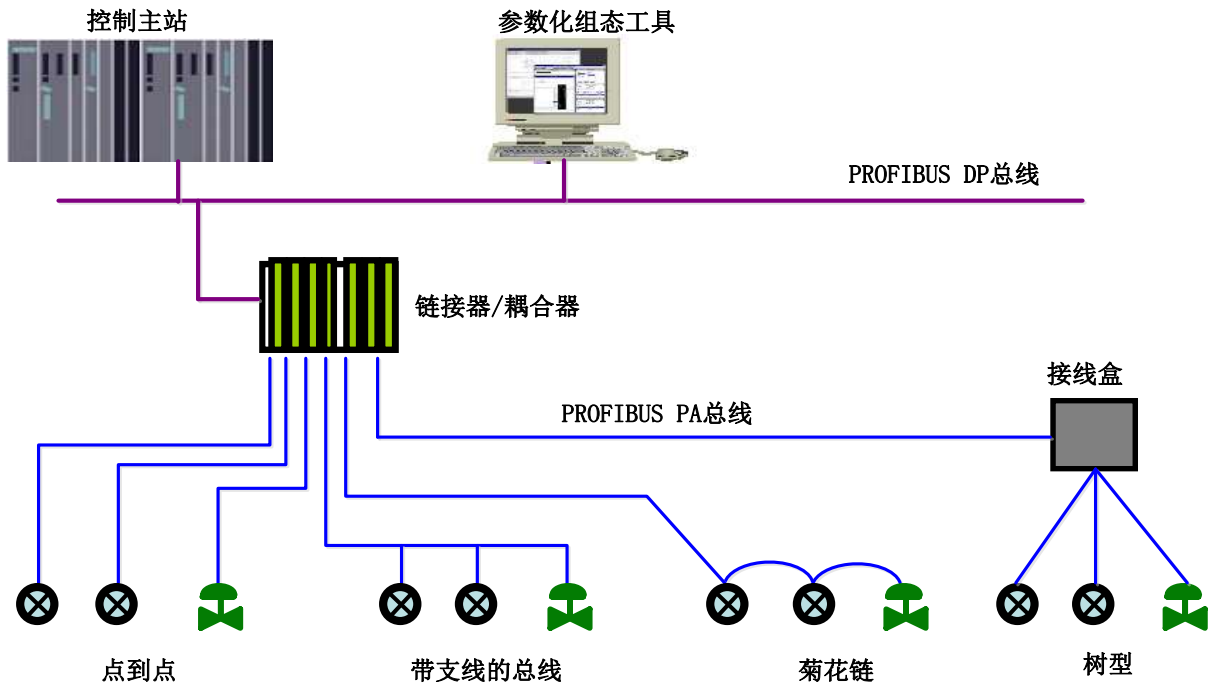 控制主站
参数化组态工具
PROFIBUS DP总线
链接器/耦合器
接线盒
PROFIBUS PA总线
点到点
带支线的总线
菊花链
树型